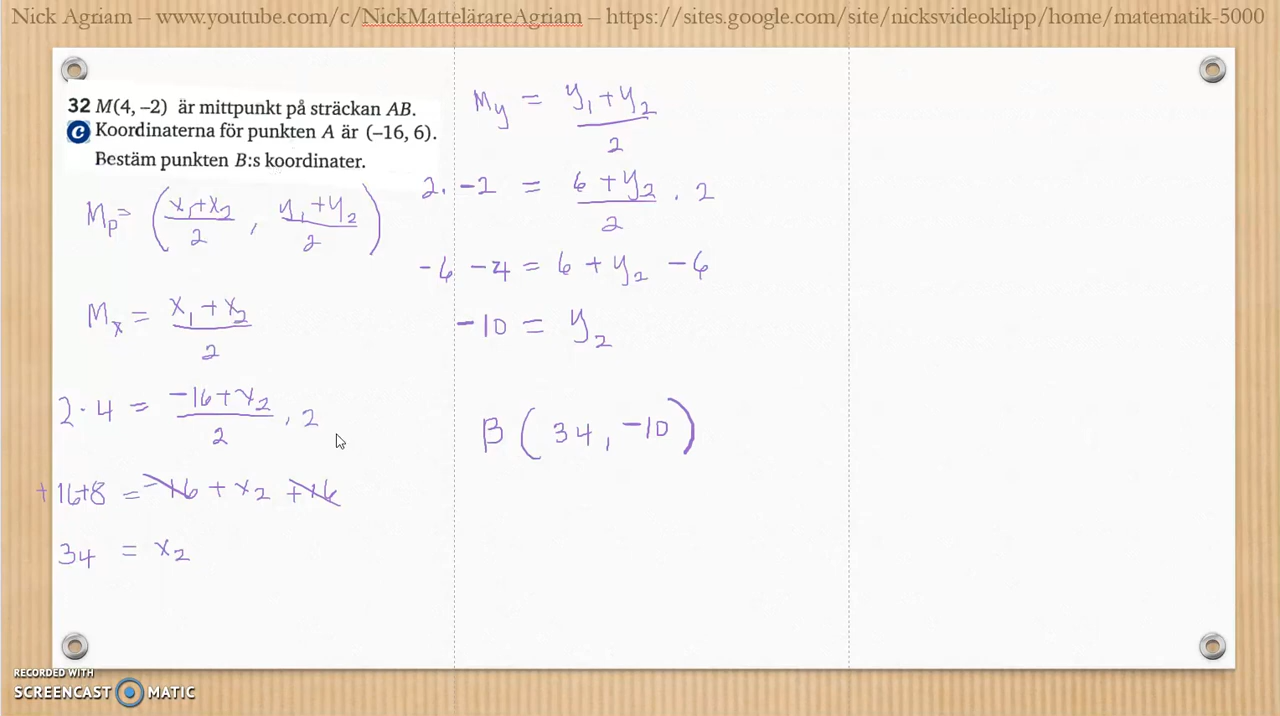 Nick Agriam – www.youtube.com/c/NickMattelärareAgriam – https://sites.google.com/site/nicksvideoklipp/home/matematik-5000
32 M(4, –2) är mittpunkt på sträckan AB.
C Koordinaterna för punkten A är (–16, 6).
Bestäm punkten B:s koordinater.
Mp = ( (x₁+x₂)/2 , (y₁+y₂)/2 )
Mx = (x₁+x₂)/2
2·4 = (-16+x₂)/2 · 2
+16+8 = -16 + x₂ +16
34 = x₂
My = (y₁+y₂)/2
2· -2 = (6+y₂)/2 · 2
-6 -4 = 6 + y₂ -6
-10 = y₂
B (34, -10)
RECORDED WITH
SCREENCAST MATIC